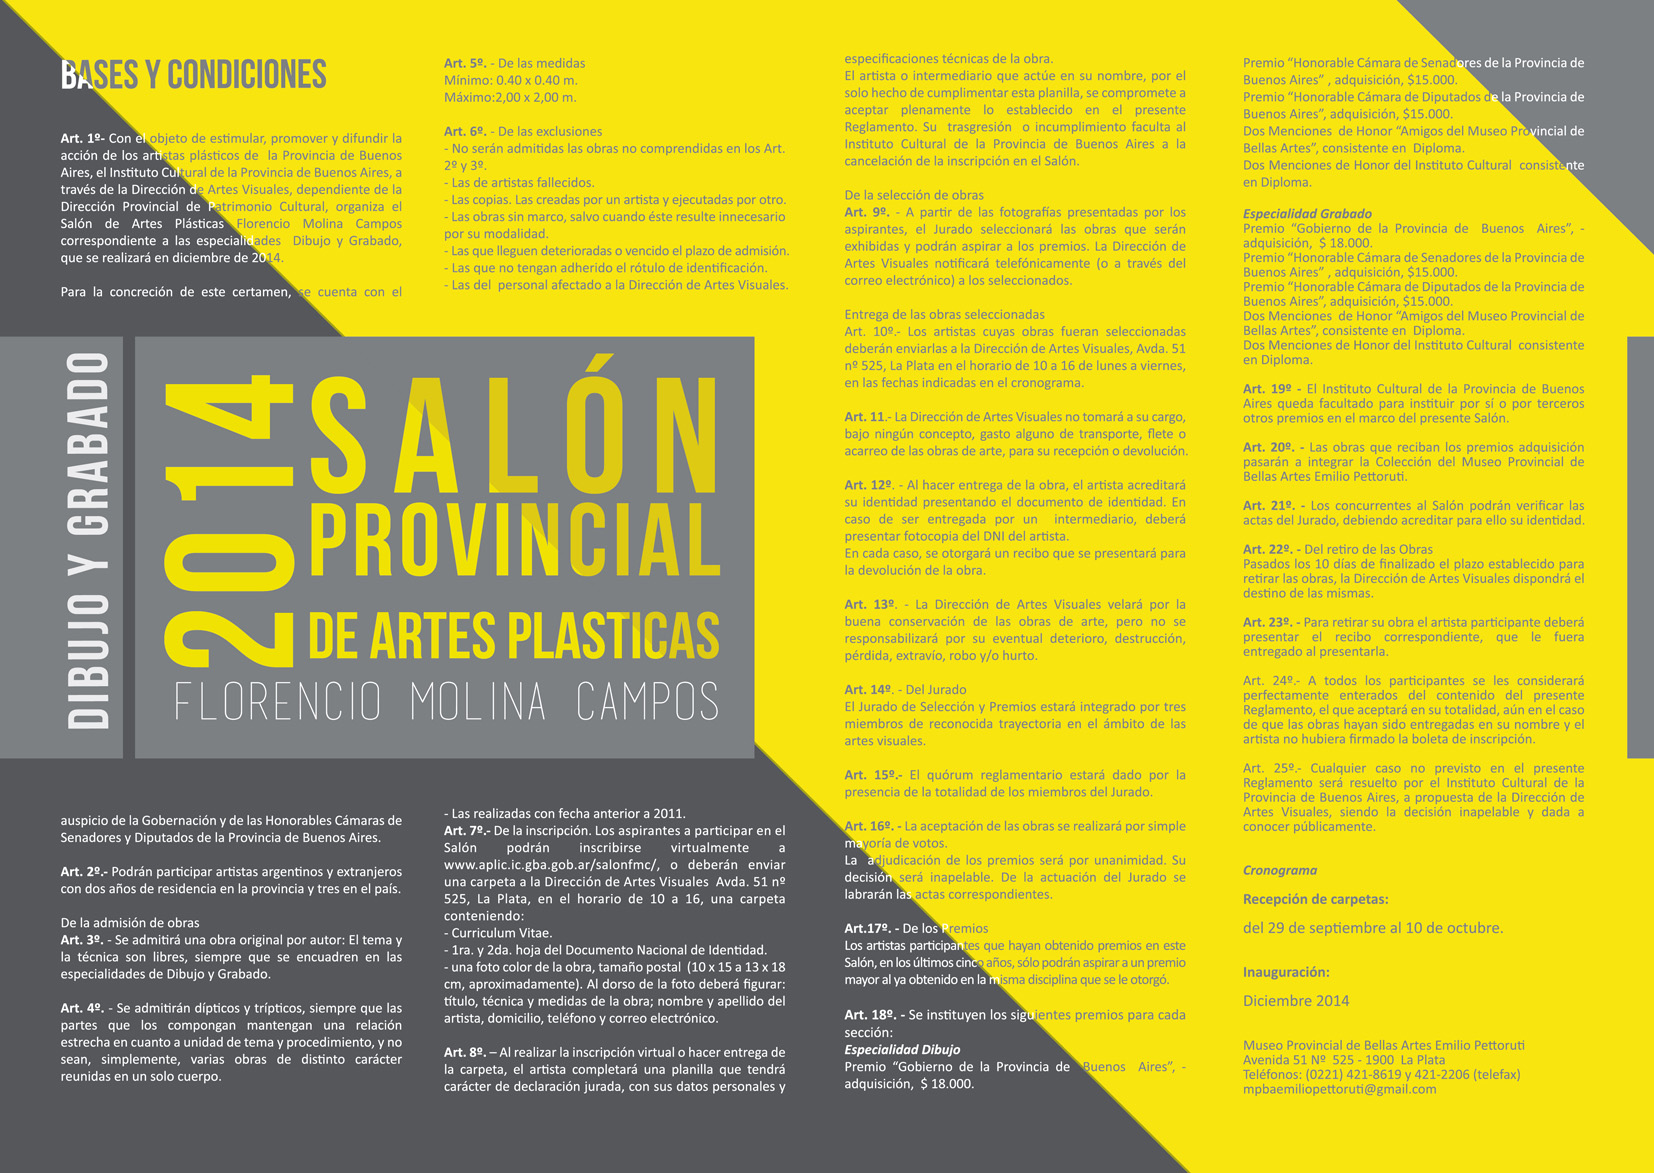 BASES Y CONDICIONES
Art. 1º- Con el objeto de estimular, promover y difundir la
acción de los artistas plásticos de la Provincia de Buenos
Aires, el Instituto Cultural de la Provincia de Buenos Aires, a
través de la Dirección de Artes Visuales, dependiente de la
Dirección Provincial de Patrimonio Cultural, organiza el
Salón de Artes Plásticas Florencio Molina Campos
correspondiente a las especialidades Dibujo y Grabado,
que se realizará en diciembre de 2014.
Para la concreción de este certamen, se cuenta con el
DIBUJO Y GRABADO
2014
SALÓN
PROVINCIAL
DE ARTES PLASTICAS
FLORENCIO MOLINA CAMPOS
auspicio de la Gobernación y de las Honorables Cámaras de
Senadores y Diputados de la Provincia de Buenos Aires.
Art. 2º.- Podrán participar artistas argentinos y extranjeros
con dos años de residencia en la provincia y tres en el país.
De la admisión de obras
Art. 3º. - Se admitirá una obra original por autor: El tema y
la técnica son libres, siempre que se encuadren en las
especialidades de Dibujo y Grabado.
Art. 4º. - Se admitirán dípticos y trípticos, siempre que las
partes que los compongan mantengan una relación
estrecha en cuanto a unidad de tema y procedimiento, y no
sean, simplemente, varias obras de distinto carácter
reunidas en un solo cuerpo.
Art. 5º. - De las medidas
Mínimo: 0.40 x 0.40 m.
Máximo:2,00 x 2,00 m.
Art. 6º. - De las exclusiones
- No serán admitidas las obras no comprendidas en los Art.
2º y 3º.
- Las de artistas fallecidos.
- Las copias. Las creadas por un artista y ejecutadas por otro.
- Las obras sin marco, salvo cuando éste resulte innecesario
por su modalidad.
- Las que lleguen deterioradas o vencido el plazo de admisión.
- Las que no tengan adherido el rótulo de identificación.
- Las del personal afectado a la Dirección de Artes Visuales.
- Las realizadas con fecha anterior a 2011.
Art. 7º.- De la inscripción. Los aspirantes a participar en el
Salón podrán inscribirse virtualmente a
www.aplic.ic.gba.gob.ar/salonfmc/, o deberán enviar
una carpeta a la Dirección de Artes Visuales Avda. 51 nº
525, La Plata, en el horario de 10 a 16, una carpeta
conteniendo:
- Curriculum Vitae.
- 1ra. y 2da. hoja del Documento Nacional de Identidad.
- una foto color de la obra, tamaño postal (10 x 15 a 13 x 18
cm, aproximadamente). Al dorso de la foto deberá figurar:
título, técnica y medidas de la obra; nombre y apellido del
artista, domicilio, teléfono y correo electrónico.
Art. 8º. – Al realizar la inscripción virtual o hacer entrega de
la carpeta, el artista completará una planilla que tendrá
carácter de declaración jurada, con sus datos personales y
especificaciones técnicas de la obra.
El artista o intermediario que actúe en su nombre, por el
solo hecho de cumplimentar esta planilla, se compromete a
aceptar plenamente lo establecido en el presente
Reglamento. Su trasgresión o incumplimiento faculta al
Instituto Cultural de la Provincia de Buenos Aires a la
cancelación de la inscripción en el Salón.
De la selección de obras
Art. 9º. - A partir de las fotografías presentadas por los
aspirantes, el Jurado seleccionará las obras que serán
exhibidas y podrán aspirar a los premios. La Dirección de
Artes Visuales notificará telefónicamente (o a través del
correo electrónico) a los seleccionados.
Entrega de las obras seleccionadas
Art. 10º.- Los artistas cuyas obras fueran seleccionadas
deberán enviarlas a la Dirección de Artes Visuales, Avda. 51
nº 525, La Plata en el horario de 10 a 16 de lunes a viernes,
en las fechas indicadas en el cronograma.
Art. 11.- La Dirección de Artes Visuales no tomará a su cargo,
bajo ningún concepto, gasto alguno de transporte, flete o
acarreo de las obras de arte, para su recepción o devolución.
Art. 12º. - Al hacer entrega de la obra, el artista acreditará
su identidad presentando el documento de identidad. En
caso de ser entregada por un intermediario, deberá
presentar fotocopia del DNI del artista.
En cada caso, se otorgará un recibo que se presentará para
la devolución de la obra.
Art. 13º. - La Dirección de Artes Visuales velará por la
buena conservación de las obras de arte, pero no se
responsabilizará por su eventual deterioro, destrucción,
pérdida, extravío, robo y/o hurto.
Art. 14º. - Del Jurado
El Jurado de Selección y Premios estará integrado por tres
miembros de reconocida trayectoria en el ámbito de las
artes visuales.
Art. 15º.- El quórum reglamentario estará dado por la
presencia de la totalidad de los miembros del Jurado.
Art. 16º. - La aceptación de las obras se realizará por simple
mayoría de votos.
La adjudicación de los premios será por unanimidad. Su
decisión será inapelable. De la actuación del Jurado se
labrarán las actas correspondientes.
Art.17º. - De los Premios
Los artistas participantes que hayan obtenido premios en este
Salón, en los últimos cinco años, sólo podrán aspirar a un premio
mayor al ya obtenido en la misma disciplina que se le otorgó.
Art. 18º. - Se instituyen los siguientes premios para cada
sección:
Especialidad Dibujo
Premio “Gobierno de la Provincia de Buenos Aires”, -
adquisición, $ 18.000.
Premio “Honorable Cámara de Senadores de la Provincia de
Buenos Aires” , adquisición, $15.000.
Premio “Honorable Cámara de Diputados de la Provincia de
Buenos Aires”, adquisición, $15.000.
Dos Menciones de Honor “Amigos del Museo Provincial de
Bellas Artes”, consistente en Diploma.
Dos Menciones de Honor del Instituto Cultural consistente
en Diploma.
Especialidad Grabado
Premio “Gobierno de la Provincia de Buenos Aires”, -
adquisición, $ 18.000.
Premio “Honorable Cámara de Senadores de la Provincia de
Buenos Aires” , adquisición, $15.000.
Premio “Honorable Cámara de Diputados de la Provincia de
Buenos Aires”, adquisición, $15.000.
Dos Menciones de Honor “Amigos del Museo Provincial de
Bellas Artes”, consistente en Diploma.
Dos Menciones de Honor del Instituto Cultural consistente
en Diploma.
Art. 19º - El Instituto Cultural de la Provincia de Buenos
Aires queda facultado para instituir por sí o por terceros
otros premios en el marco del presente Salón.
Art. 20º. - Las obras que reciban los premios adquisición
pasarán a integrar la Colección del Museo Provincial de
Bellas Artes Emilio Pettoruti.
Art. 21º. - Los concurrentes al Salón podrán verificar las
actas del Jurado, debiendo acreditar para ello su identidad.
Art. 22º. - Del retiro de las Obras
Pasados los 10 días de finalizado el plazo establecido para
retirar las obras, la Dirección de Artes Visuales dispondrá el
destino de las mismas.
Art. 23º. - Para retirar su obra el artista participante deberá
presentar el recibo correspondiente, que le fuera
entregado al presentarla.
Art. 24º.- A todos los participantes se les considerará
perfectamente enterados del contenido del presente
Reglamento, el que aceptará en su totalidad, aún en el caso
de que las obras hayan sido entregadas en su nombre y el
artista no hubiera firmado la boleta de inscripción.
Art. 25º.- Cualquier caso no previsto en el presente
Reglamento será resuelto por el Instituto Cultural de la
Provincia de Buenos Aires, a propuesta de la Dirección de
Artes Visuales, siendo la decisión inapelable y dada a
conocer públicamente.
Cronograma
Recepción de carpetas:
del 29 de septiembre al 10 de octubre.
Inauguración:
Diciembre 2014
Museo Provincial de Bellas Artes Emilio Pettoruti
Avenida 51 Nº 525 - 1900 La Plata
Teléfonos: (0221) 421-8619 y 421-2206 (telefax)
mpbaemiliopettoruti@gmail.com